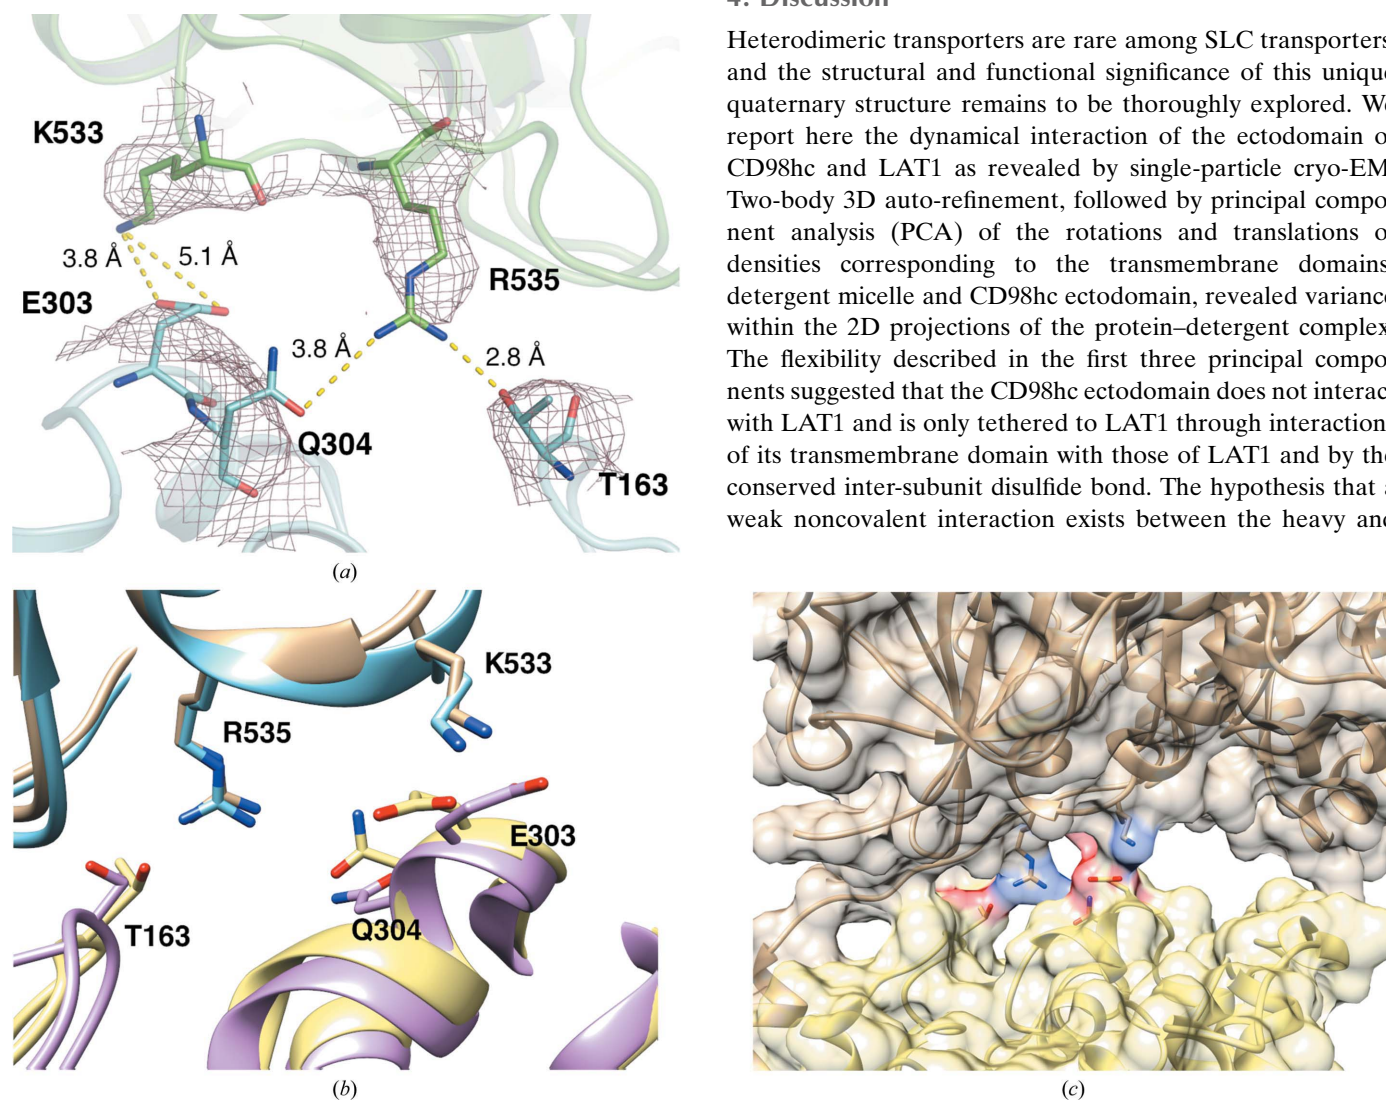 K533
3.8 Å
5.1 Å
E303
R535
3.8 Å
2.8 Å
Q304
T163
(a)
4. Discussion
Heterodimeric transporters are rare among SLC transporters
and the structural and functional significance of this unique
quaternary structure remains to be thoroughly explored. We
report here the dynamical interaction of the ectodomain o
CD98hc and LAT1 as revealed by single-particle cryo-EM
Two-body 3D auto-refinement, followed by principal compo
nent analysis (PCA) of the rotations and translations o
densities corresponding to the transmembrane domains
detergent micelle and CD98hc ectodomain, revealed variance
within the 2D projections of the protein–detergent complex
The flexibility described in the first three principal compo
nents suggested that the CD98hc ectodomain does not interac
with LAT1 and is only tethered to LAT1 through interaction
of its transmembrane domain with those of LAT1 and by the
conserved inter-subunit disulfide bond. The hypothesis that a
weak noncovalent interaction exists between the heavy and
K533
R535
E303
Q304
T163
(b)
(c)